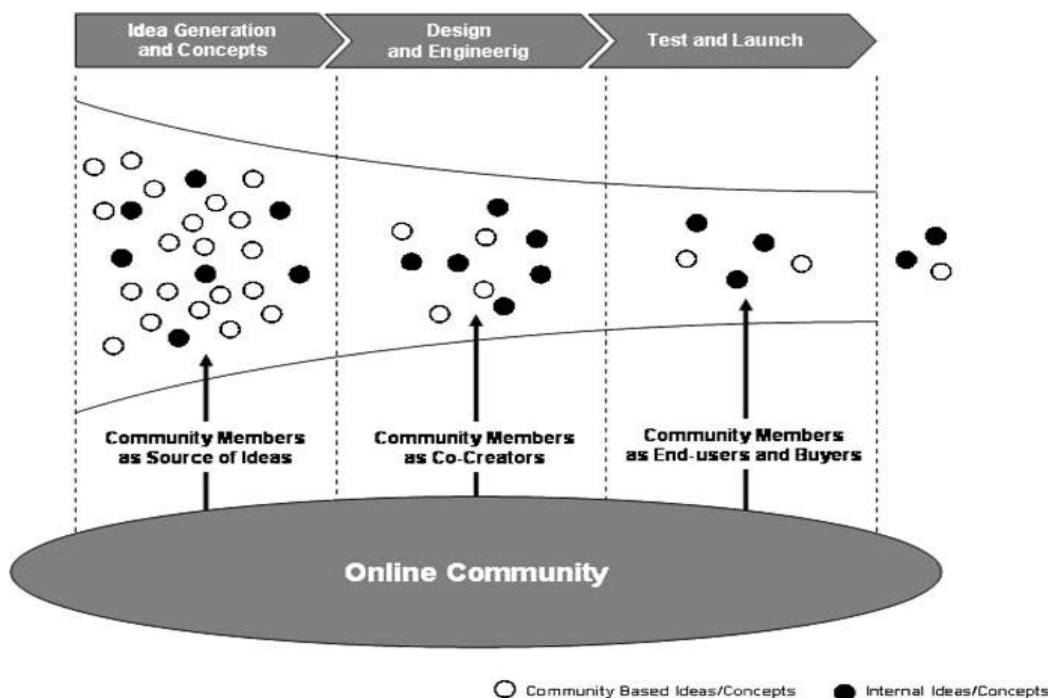 Idea Generation
and Concepts
Design
and Engineerig
Test and Launch
Community Members
as Source of Ideas
Community Members
as Co-Creators
Community Members
as End-users and Buyers
Online Community
Community Based Ideas/Concepts
Internal Ideas/Concepts